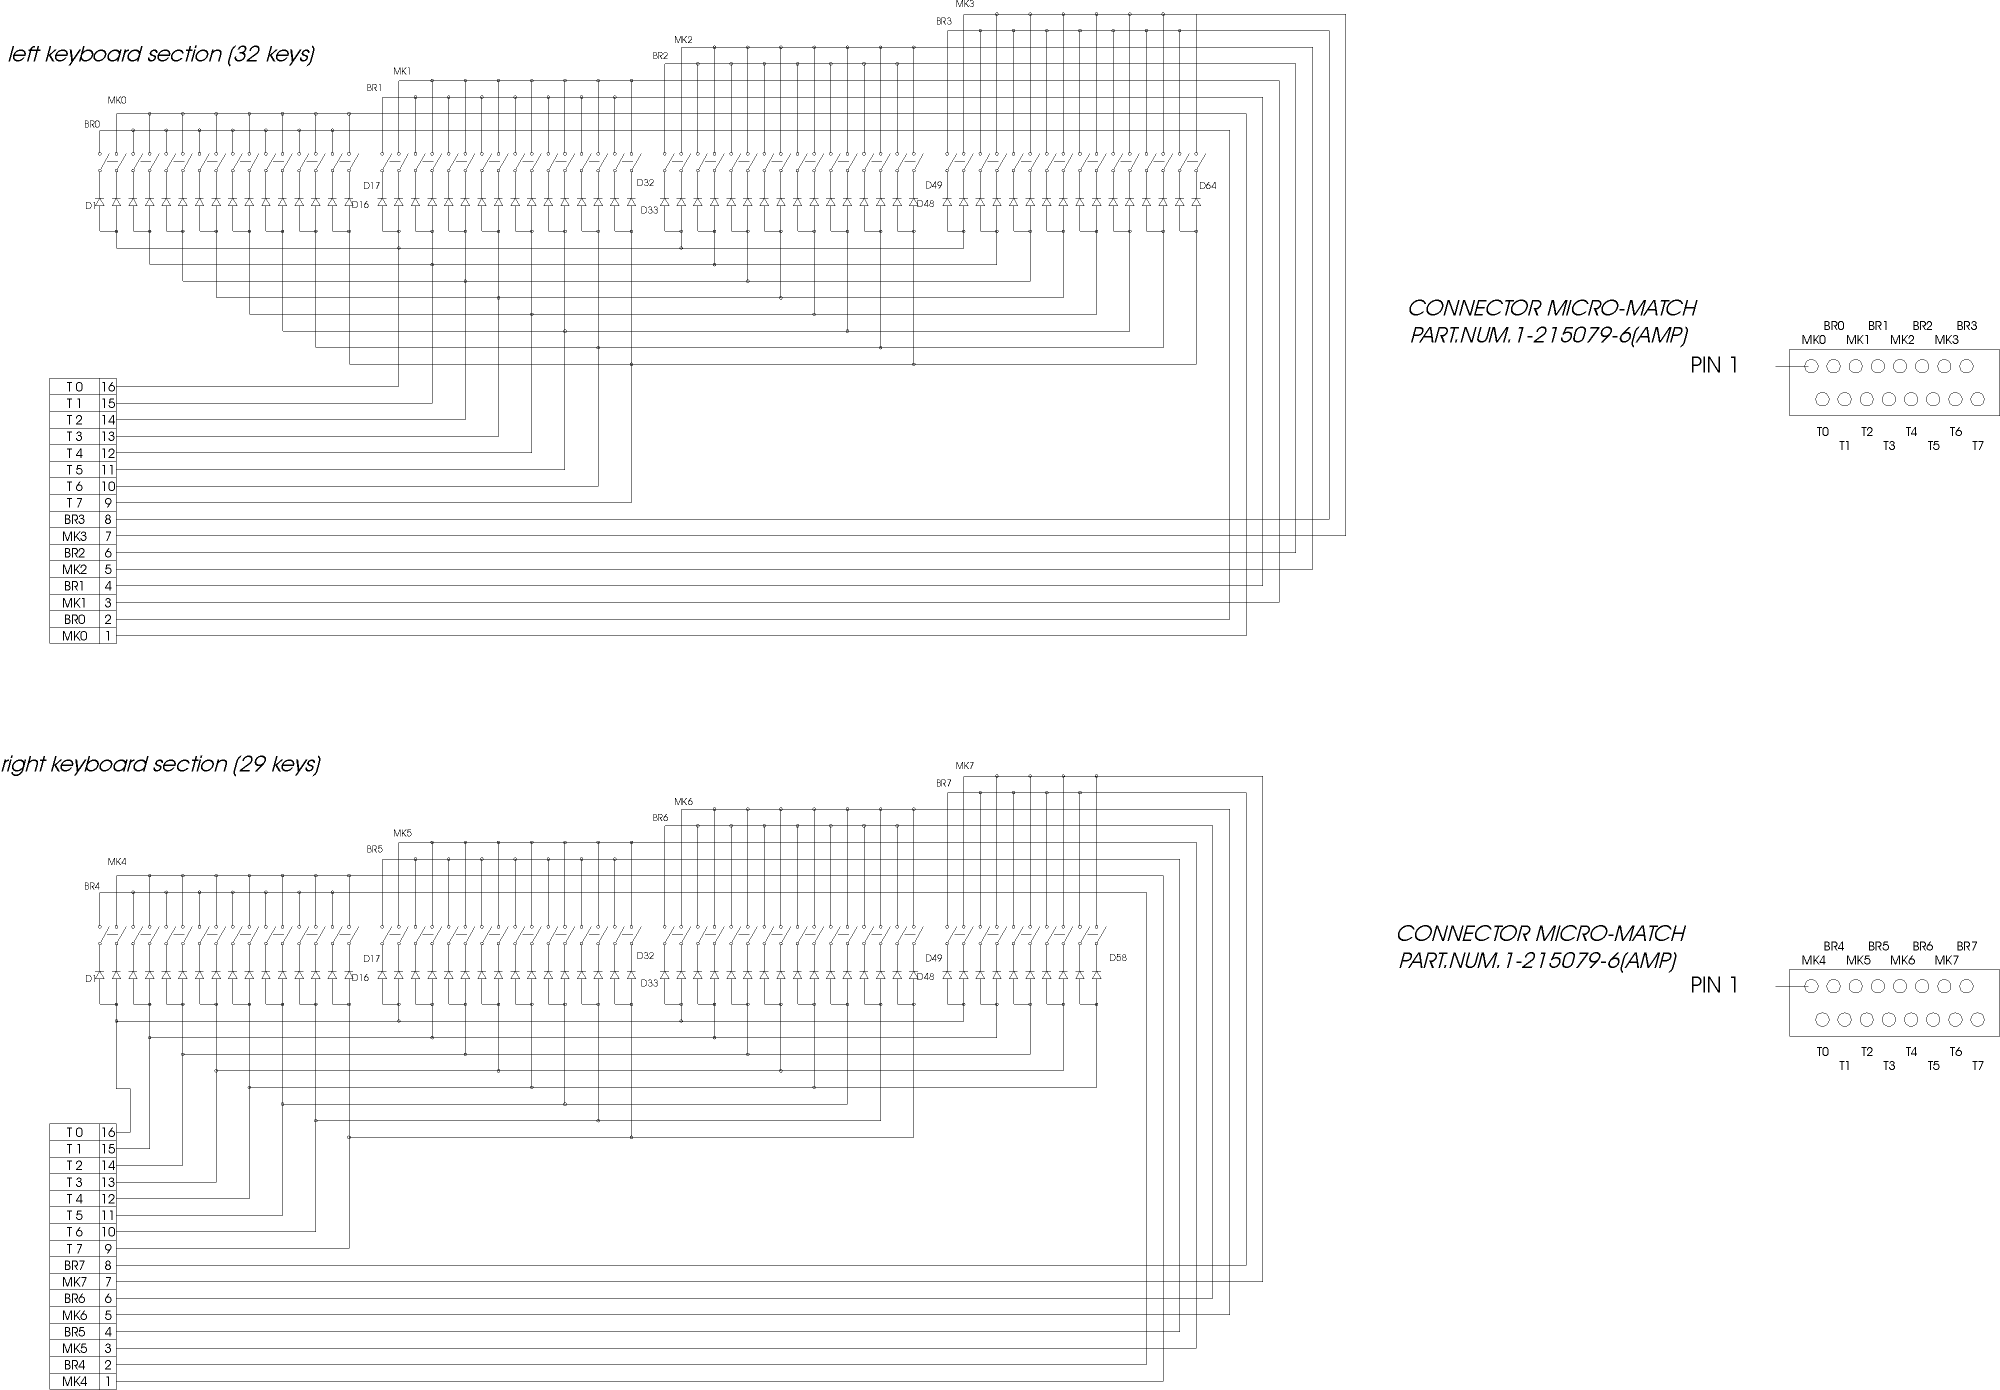 MK3
BR3
left keyboard section (32 keys)
MK2
BR2
MK1
BR1
MK0
BR0
D17
D32
D49
D64
D1
D16
D33
D48
CONNECTOR MICRO-MATCH
PART.NUM.1-215079-6(AMP)
PIN 1
BR0 BR1 BR2 BR3
MK0 MK1 MK2 MK3
T0 T2 T4 T6
T1 T3 T5 T7
T 0 16
T 1 15
T 2 14
T 3 13
T 4 12
T 5 11
T 6 10
T 7 9
BR3 8
MK3 7
BR2 6
MK2 5
BR1 4
MK1 3
BR0 2
MK0 1
right keyboard section (29 keys)
MK7
BR7
MK6
BR6
MK5
BR5
MK4
BR4
D17
D32
D49
D58
D1
D16
D33
D48
CONNECTOR MICRO-MATCH
PART.NUM.1-215079-6(AMP)
PIN 1
BR4 BR5 BR6 BR7
MK4 MK5 MK6 MK7
T0 T2 T4 T6
T1 T3 T5 T7
T 0 16
T 1 15
T 2 14
T 3 13
T 4 12
T 5 11
T 6 10
T 7 9
BR7 8
MK7 7
BR6 6
MK6 5
BR5 4
MK5 3
BR4 2
MK4 1